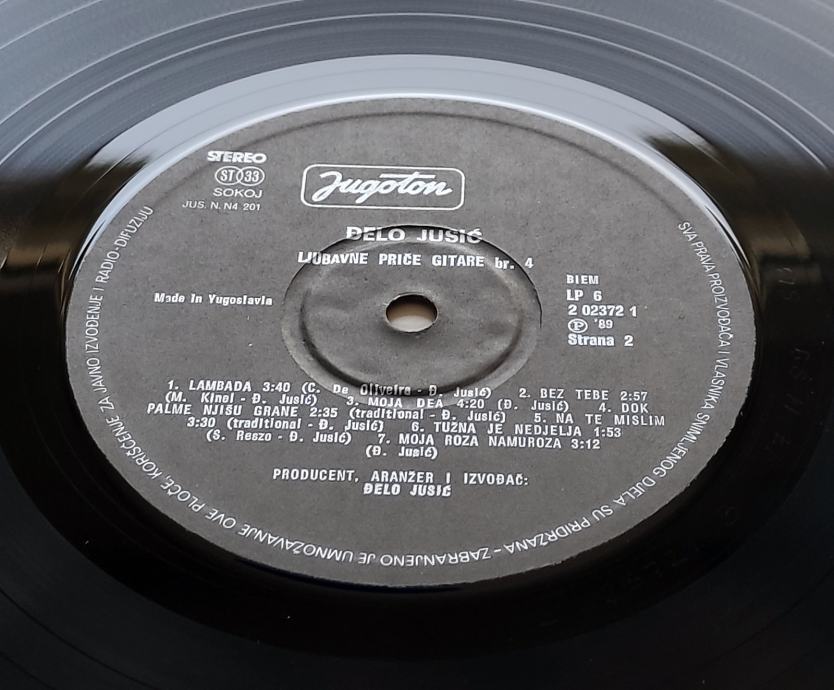 STEREO
ST 33
SOKOJ
JUS. N. N4 201
Jugoton
ĐELO JUSIĆ
LJUBAVNE PRIČE GITARE br. 4
Made in Yugoslavia
BIEM
LP 6
2 02372 1
Ⓟ '89
Strana 2
1. LAMBADA 3:40 (C. De Oliveira - Đ. Jusić) 2. BEZ TEBE 2:57
(M. Kinel - Đ. Jusić) 3. MOJA DEA 4:20 (Đ. Jusić) 4. DOK
PALME NJIŠU GRANE 2:35 (traditional - Đ. Jusić) 5. NA TE MISLIM
3:30 (traditional - Đ. Jusić) 6. TUŽNA JE NEDJELJA 1:53
(S. Reszo - Đ. Jusić) 7. MOJA ROZA NAMUROZA 3:12
(Đ. Jusić)
PRODUCENT, ARANŽER I IZVOĐAČ:
ĐELO JUSIĆ
SVA PRAVA PROIZVOĐAČA I VLASNIKA SNIMLJENOG DJELA SU PRIDRŽANA - ZABRANJENO JE UMNOŽAVANJE OVE PLOČE, KORIŠĆENJE ZA JAVNO IZVOĐENJE I RADIO-DIFUZIJU